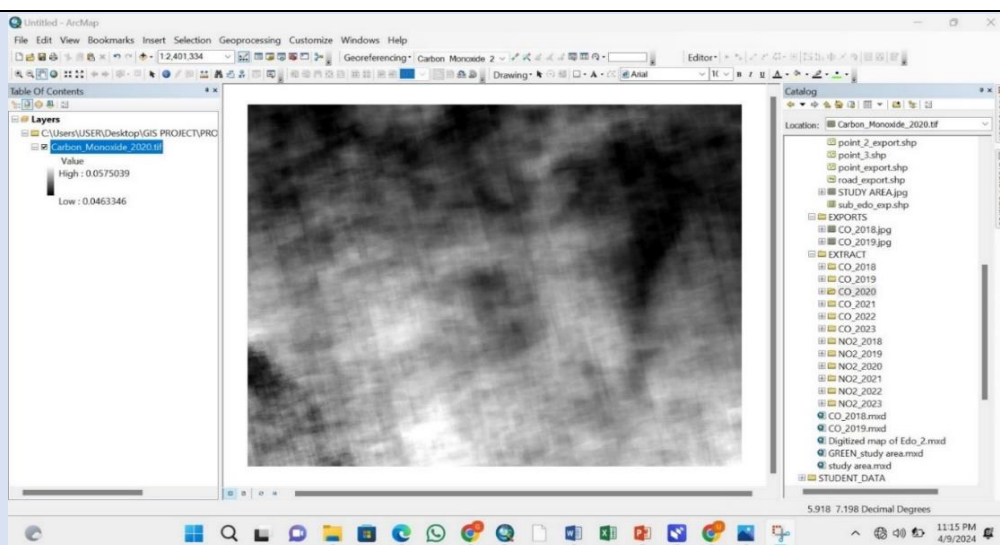 Untitled - ArcMap
File Edit View Bookmarks Insert Selection Geoprocessing Customize Windows Help
1:2,401,334 Georeferencing Carbon Monoxide 2 Editor
Drawing A Arial B I U A
Table Of Contents
Layers
C:\Users\USER\Desktop\GIS PROJECT\PRO
Carbon_Monoxide_2020.tif
Value
High : 0.0575039
Low : 0.0463346
Catalog
Location: Carbon_Monoxide_2020.tif
point_2_export.shp
point_3.shp
point_export.shp
road_export.shp
STUDY AREA.jpg
sub_edo_exp.shp
EXPORTS
CO_2018.jpg
CO_2019.jpg
EXTRACT
CO_2018
CO_2019
CO_2020
CO_2021
CO_2022
CO_2023
NO2_2018
NO2_2019
NO2_2020
NO2_2021
NO2_2022
NO2_2023
CO_2018.mxd
CO_2019.mxd
Digitized map of Edo_2.mxd
GREEN_study area.mxd
study area.mxd
STUDENT_DATA
5.918 7.198 Decimal Degrees
11:15 PM
4/9/2024